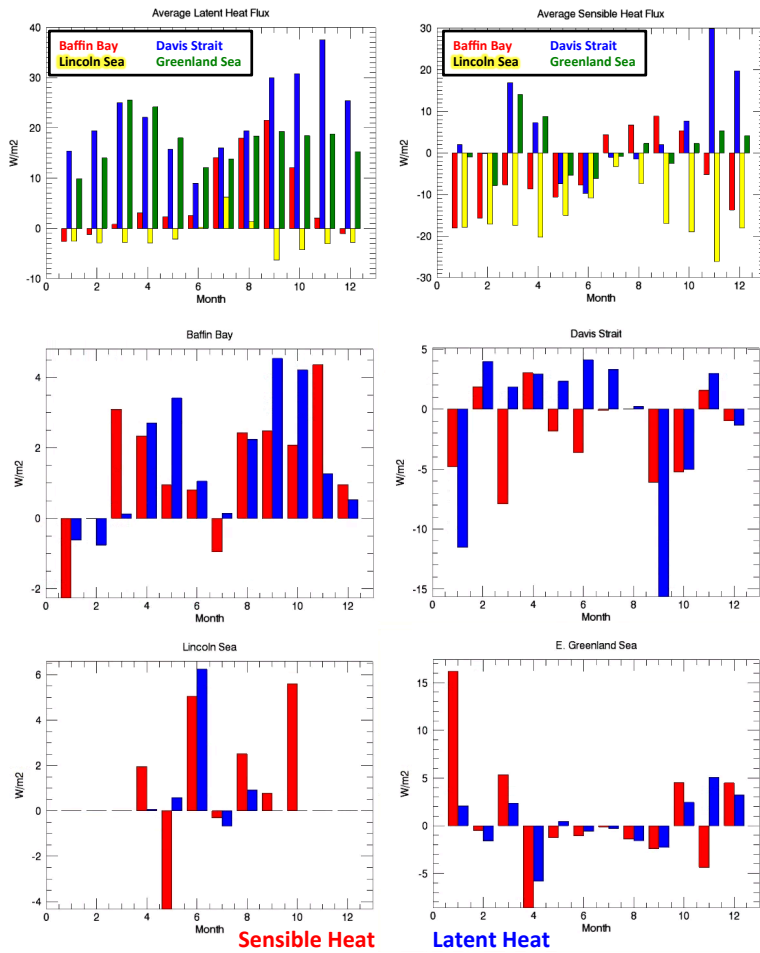 Average Latent Heat Flux
Baffin Bay Davis Strait
Lincoln Sea Greenland Sea
40
30
20
10
0
-10
W/m2
2 4 6 8 10 12
Month
Average Sensible Heat Flux
Baffin Bay Davis Strait
Lincoln Sea Greenland Sea
30
20
10
0
-10
-20
-30
W/m2
0 2 4 6 8 10 12
Month
Baffin Bay
4
2
0
-2
W/m2
0 2 4 6 8 10 12
Month
Davis Strait
5
0
-5
-10
-15
W/m2
0 2 4 6 8 10 12
Month
Lincoln Sea
6
4
2
0
-2
-4
W/m2
0 2 4 6 8 10 12
Month
E. Greenland Sea
15
10
5
0
-5
W/m2
0 2 4 6 8 10 12
Month
Sensible Heat Latent Heat